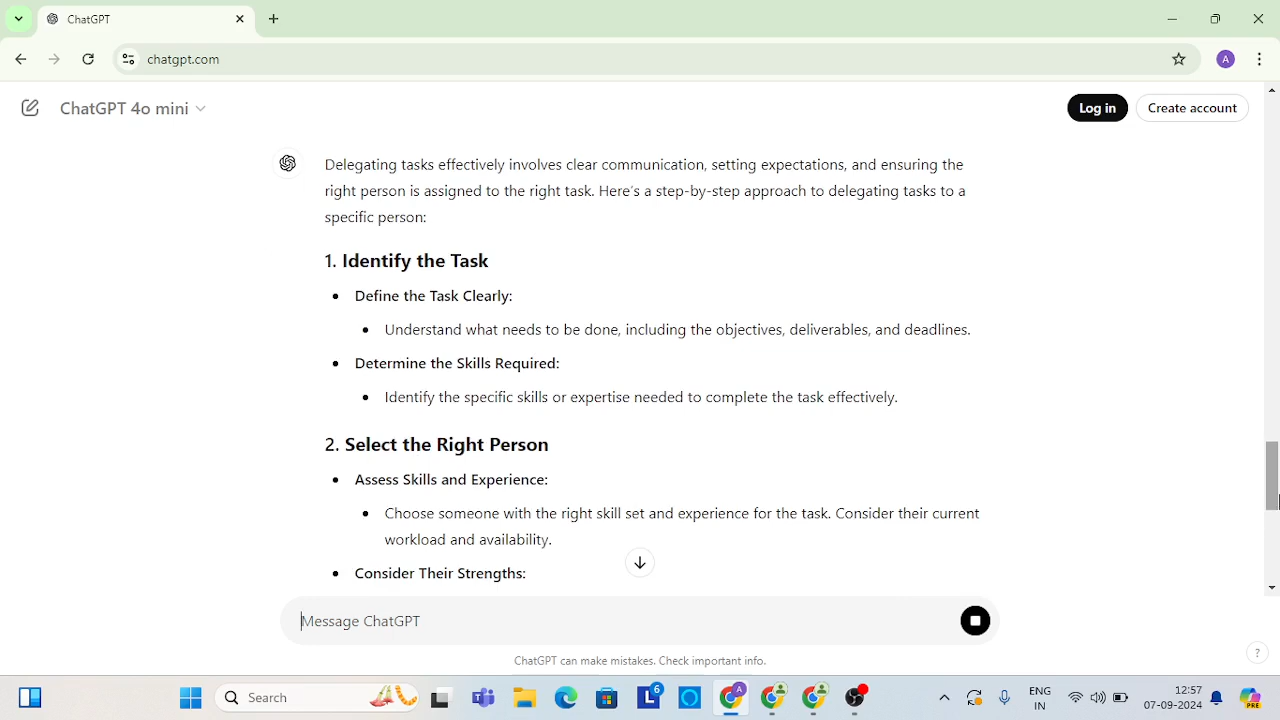 ChatGPT
chatgpt.com
A
ChatGPT 4o mini
Log in
Create account
Delegating tasks effectively involves clear communication, setting expectations, and ensuring the
right person is assigned to the right task. Here's a step-by-step approach to delegating tasks to a
specific person:
1. Identify the Task
Define the Task Clearly:
Understand what needs to be done, including the objectives, deliverables, and deadlines.
Determine the Skills Required:
Identify the specific skills or expertise needed to complete the task effectively.
2. Select the Right Person
Assess Skills and Experience:
Choose someone with the right skill set and experience for the task. Consider their current
workload and availability.
Consider Their Strengths:
Message ChatGPT
ChatGPT can make mistakes. Check important info.
?
Search
L 6
A
ENG
IN
12:57
07-09-2024
PRE